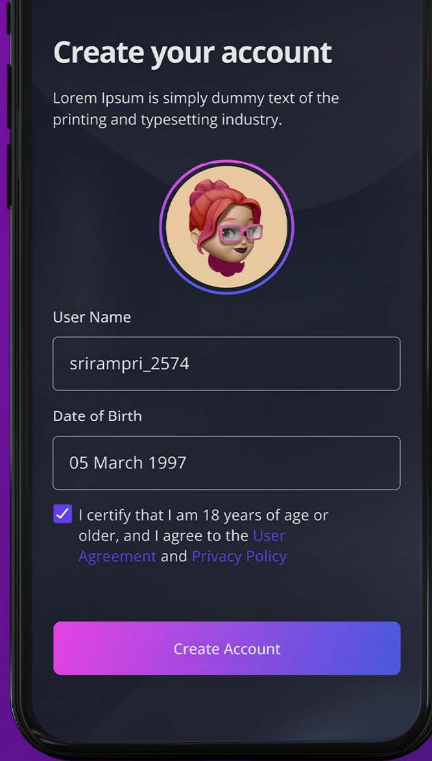 Create your account
Lorem Ipsum is simply dummy text of the
printing and typesetting industry.
User Name
srirampri_2574
Date of Birth
05 March 1997
I certify that I am 18 years of age or
older, and I agree to the User
Agreement and Privacy Policy
Create Account